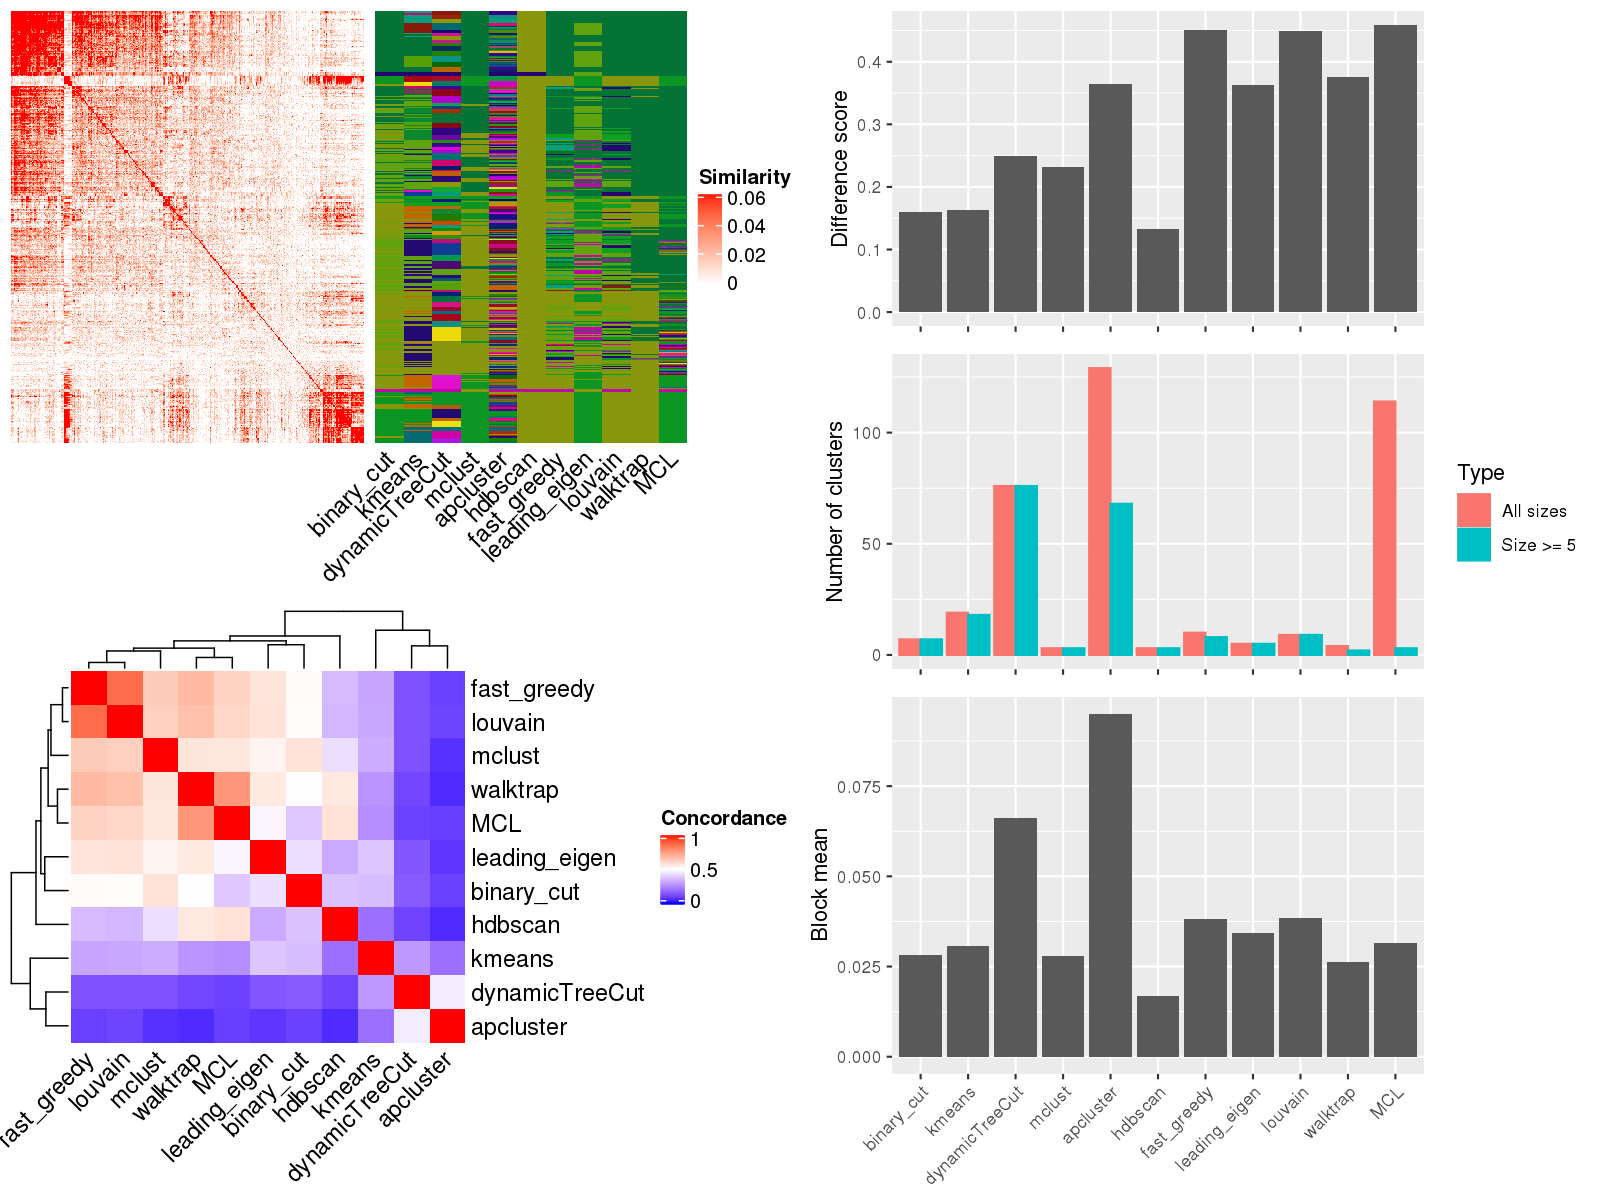 Similarity
0.06
0.04
0.02
0
binary_cut
kmeans
dynamicTreeCut
mclust
apcluster
hdbscan
fast_greedy
leading_eigen
louvain
walktrap
MCL
fast_greedy
louvain
mclust
walktrap
MCL
leading_eigen
binary_cut
hdbscan
kmeans
dynamicTreeCut
apcluster
Concordance
1
0.5
0
fast_greedy
louvain
mclust
walktrap
MCL
leading_eigen
binary_cut
hdbscan
kmeans
dynamicTreeCut
apcluster
Difference score
0.4
0.3
0.2
0.1
0.0
Number of clusters
100
50
0
Type
All sizes
Size >= 5
Block mean
0.075
0.050
0.025
0.000
binary_cut
kmeans
dynamicTreeCut
mclust
apcluster
hdbscan
fast_greedy
leading_eigen
louvain
walktrap
MCL